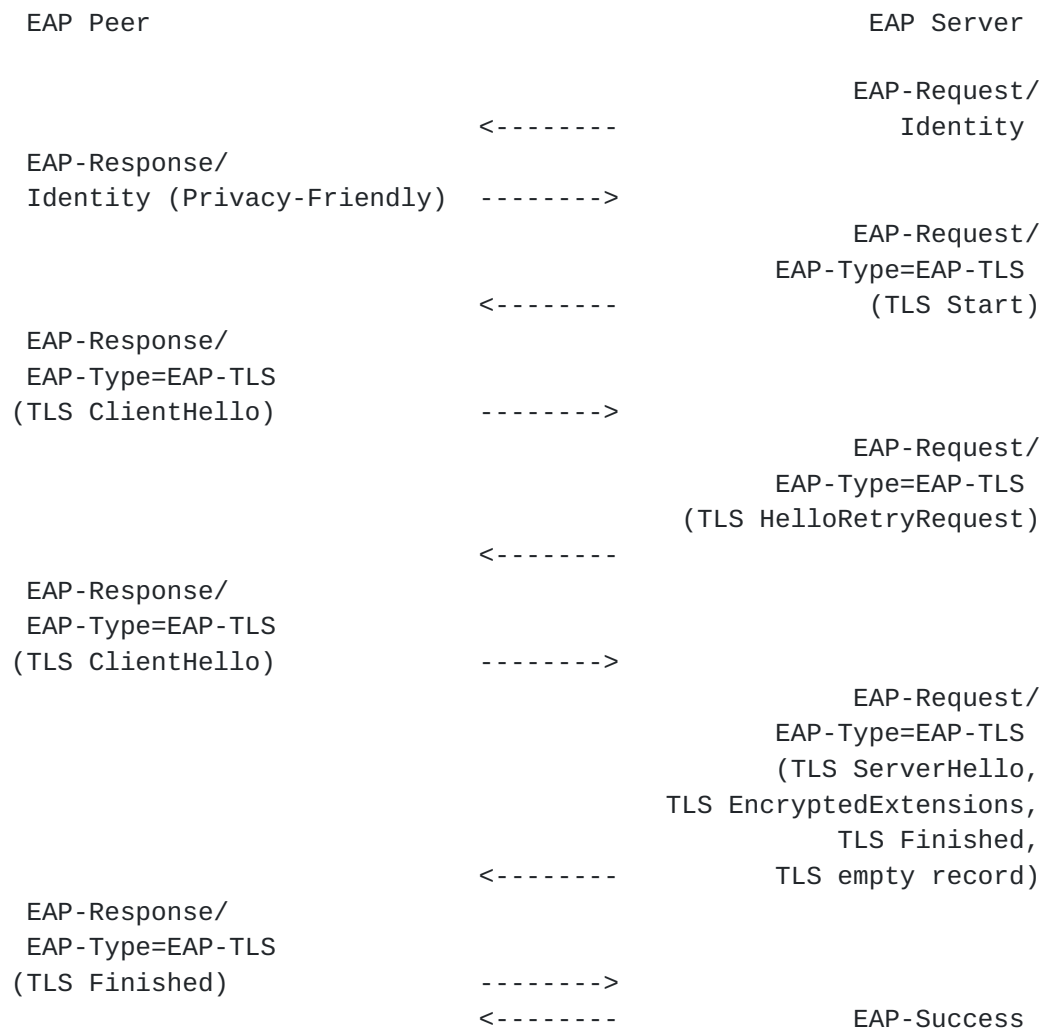 EAP Peer                                              EAP Server

                                                     EAP-Request/
                             <--------                  Identity
EAP-Response/
Identity (Privacy-Friendly)  -------->
                                                     EAP-Request/
                                                EAP-Type=EAP-TLS
                             <--------                (TLS Start)
EAP-Response/
EAP-Type=EAP-TLS
(TLS ClientHello)             -------->
                                                     EAP-Request/
                                                EAP-Type=EAP-TLS
                                          (TLS HelloRetryRequest)
                             <--------
EAP-Response/
EAP-Type=EAP-TLS
(TLS ClientHello)             -------->
                                                     EAP-Request/
                                                EAP-Type=EAP-TLS
                                                (TLS ServerHello,
                                         TLS EncryptedExtensions,
                                                    TLS Finished,
                             <--------          TLS empty record)
EAP-Response/
EAP-Type=EAP-TLS
(TLS Finished)                -------->
                             <--------               EAP-Success